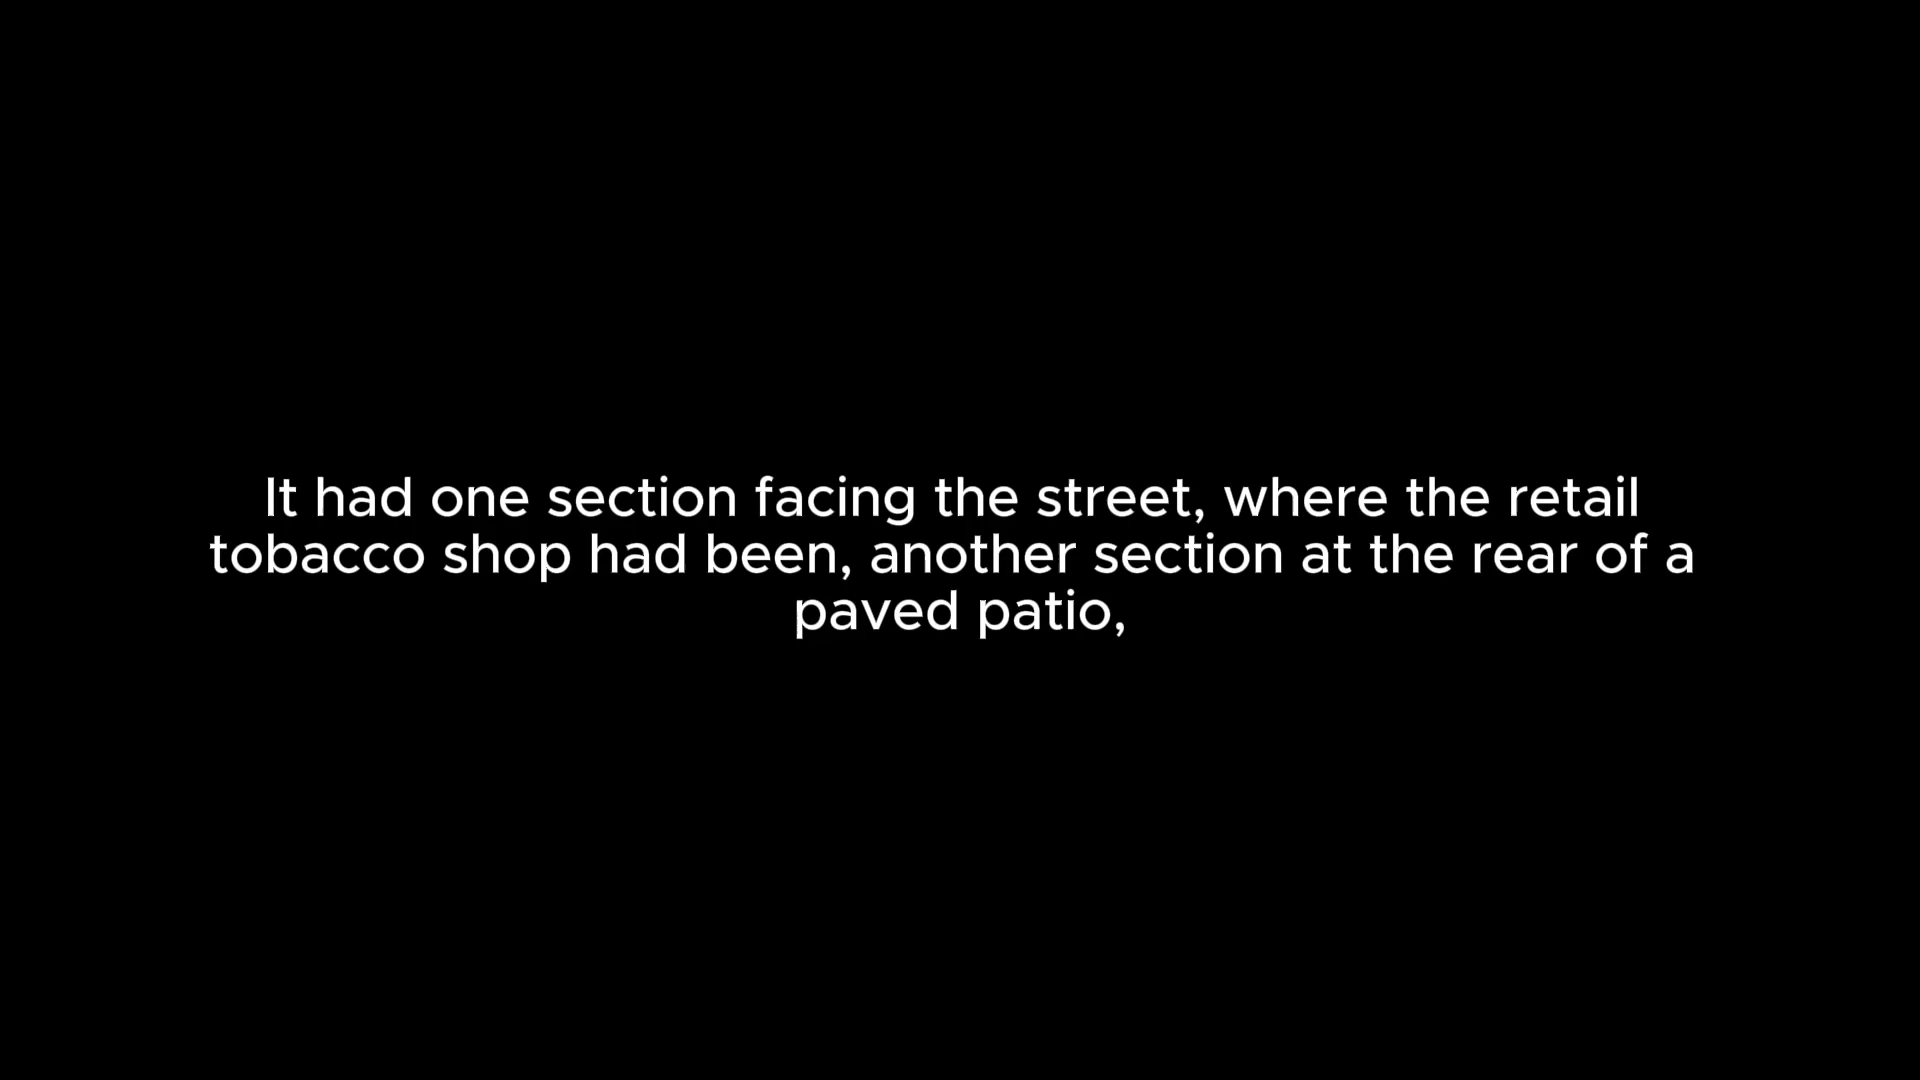 It had one section facing the street, where the retail
tobacco shop had been, another section at the rear of a
paved patio,